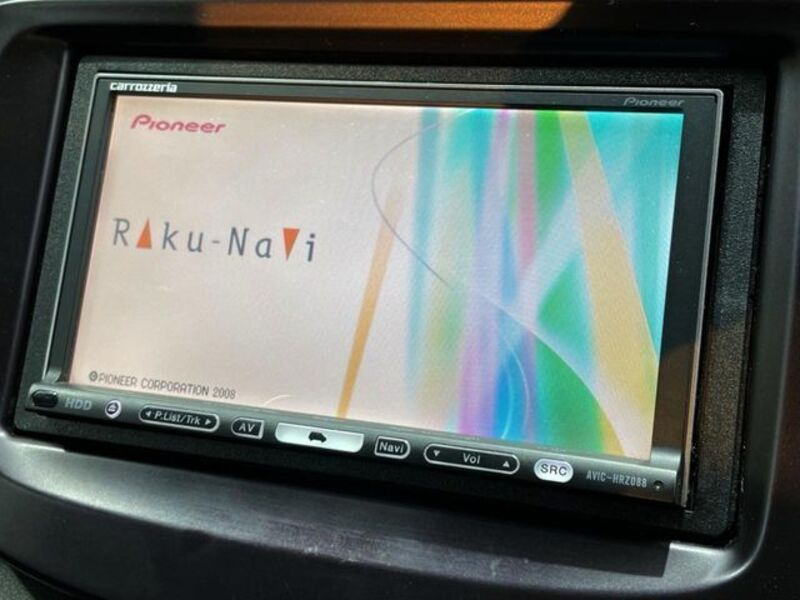 carrozzeria
Pioneer
Pioneer
Raku-Navi
©PIONEER CORPORATION 2008
HDD
P.List/Trk
AV
Navi
Vol
SRC
AVIC-HRZ088